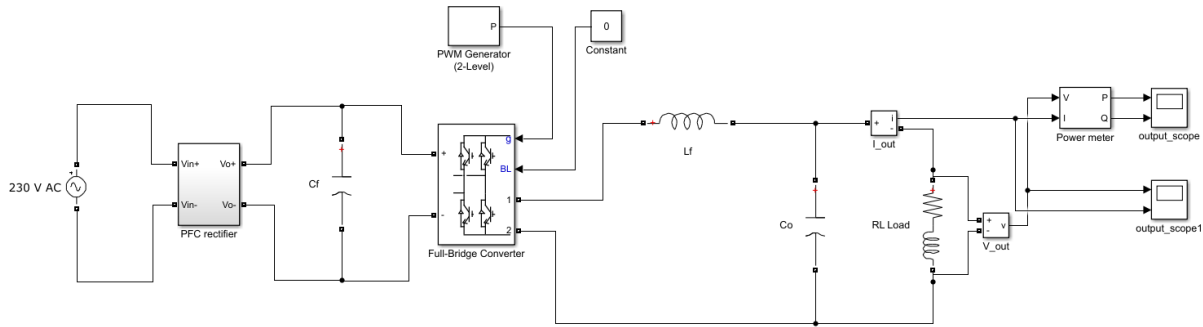 P
PWM Generator
(2-Level)
0
Constant
230 V AC
Vin+
Vo+
Vin-
Vo-
PFC rectifier
+
Cf
+
-
g
BL
1
2
Full-Bridge Converter
+
Lf
+
Co
+
-
i
I_out
+
RL Load
+
-
v
V_out
V
P
I
Q
Power meter
output_scope
output_scope1